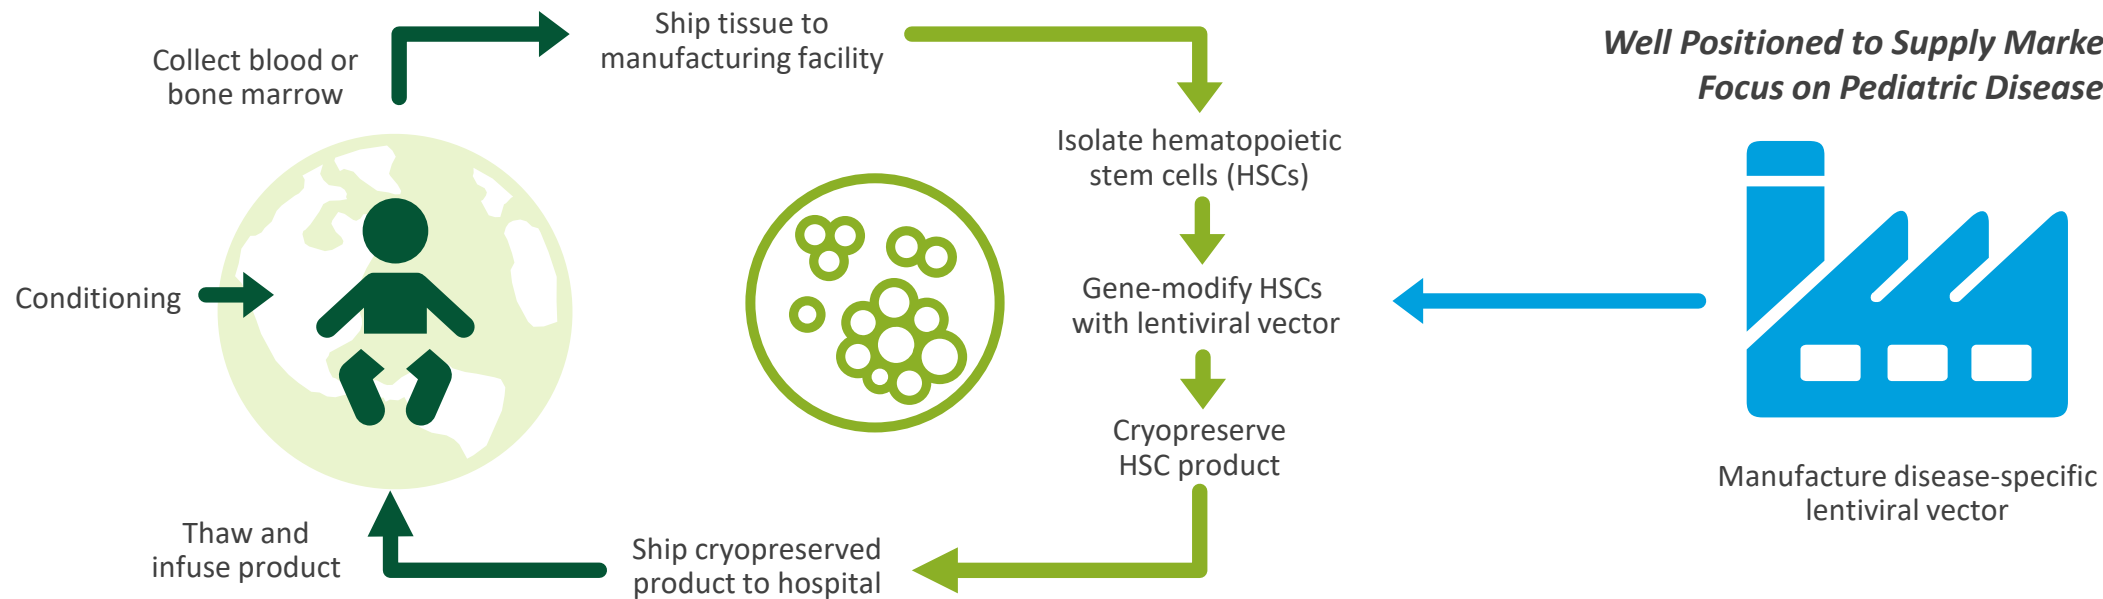 Collect blood or
bone marrow
Ship tissue to
manufacturing facility
Isolate hematopoietic
stem cells (HSCs)
Gene-modify HSCs
with lentiviral vector
Cryopreserve
HSC product
Ship cryopreserved
product to hospital
Thaw and
infuse product
Conditioning
Well Positioned to Supply Marke
Focus on Pediatric Disease
Manufacture disease-specific
lentiviral vector